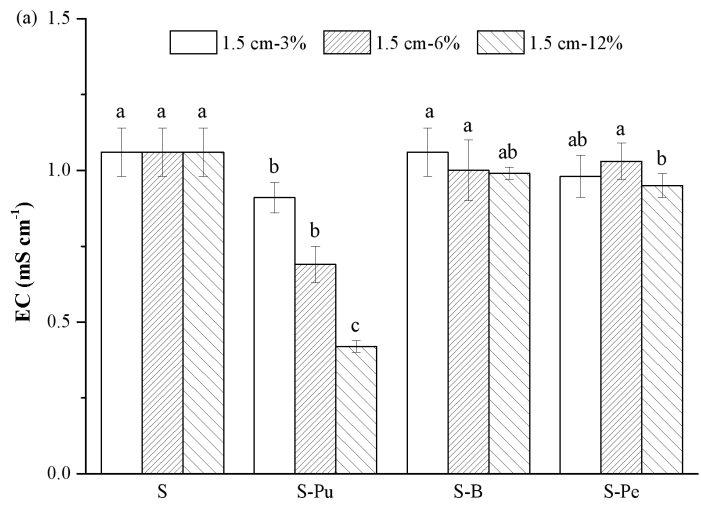 (a)
1.5 cm-3% 1.5 cm-6% 1.5 cm-12%
EC (mS cm⁻¹)
1.5
1.0
0.5
0.0
a a a b b c a a ab ab a b
S S-Pu S-B S-Pe